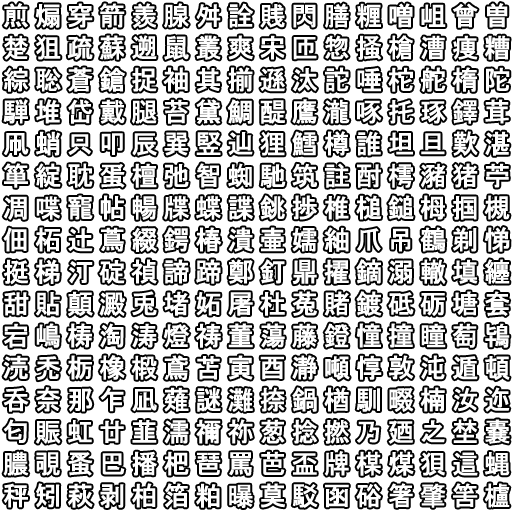 煎煽穿箭羨腺舛詮賎閃膳糎噌岨曾曽
楚狙疏蘇遡鼠叢爽宋匝惣掻槍漕痩糟
綜聡蒼鎗捉袖其揃遜汰詑唾柁舵楕陀
騨堆岱戴腿苔黛鯛醍鷹瀧啄托琢鐸茸
凧蛸只叩辰巽竪辿狸鱈樽誰坦旦歎湛
箪綻耽蛋檀弛智蜘馳筑註酎樗瀦猪苧
凋喋寵帖暢牒蝶諜銚捗椎槌鎚栂掴槻
佃柘辻蔦綴鍔椿潰壷嬬紬爪吊鶴剃悌
挺梯汀碇禎諦蹄鄭釘鼎擢鏑溺轍填纏
甜貼顛澱兎堵妬屠杜菟賭鍍砥砺塘套
宕嶋梼淘涛燈祷董蕩藤鐙憧撞瞳萄鴇
涜禿栃橡椴鳶苫寅酉瀞噸惇敦沌遁頓
呑奈那乍凪薙謎灘捺鍋楢馴畷楠汝迩
匂賑虹廿韮濡禰祢葱捻撚乃廼之埜嚢
膿覗蚤巴播杷琶罵芭盃牌楳煤狽這蝿
秤矧萩剥柏箔粕曝莫駁函硲箸肇筈櫨